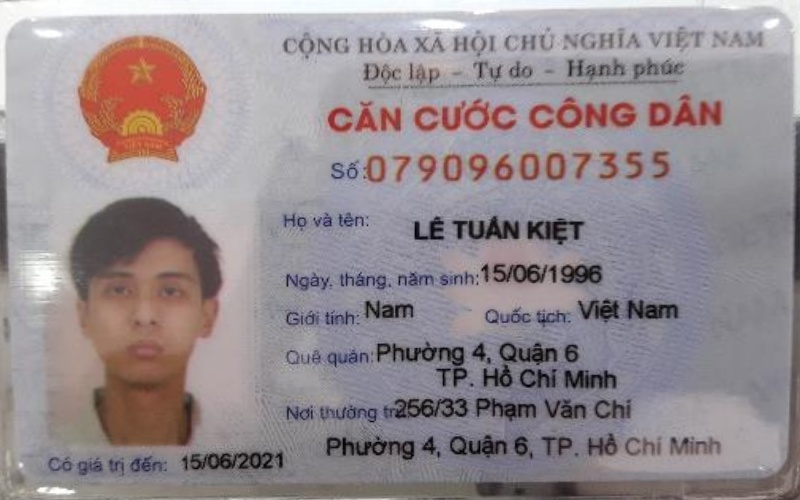 CỘNG HÒA XÃ HỘI CHỦ NGHĨA VIỆT NAM
Độc lập – Tự do – Hạnh phúc
CĂN CƯỚC CÔNG DÂN
Số: 079096007355
Họ và tên: LÊ TUẤN KIỆT
Ngày, tháng, năm sinh: 15/06/1996
Giới tính: Nam Quốc tịch: Việt Nam
Quê quán: Phường 4, Quận 6
TP. Hồ Chí Minh
Nơi thường trú: 256/33 Phạm Văn Chí
Phường 4, Quận 6, TP. Hồ Chí Minh
Có giá trị đến: 15/06/2021